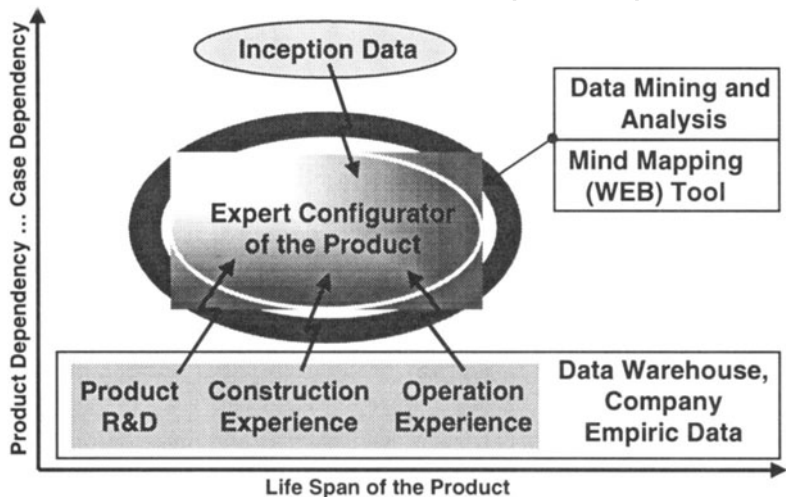 Inception Data
Data Mining and
Analysis
Mind Mapping
(WEB) Tool
Expert Configurator
of the Product
Product
R&D
Construction
Experience
Operation
Experience
Data Warehouse,
Company
Empiric Data
Product Dependency ... Case Dependency
Life Span of the Product